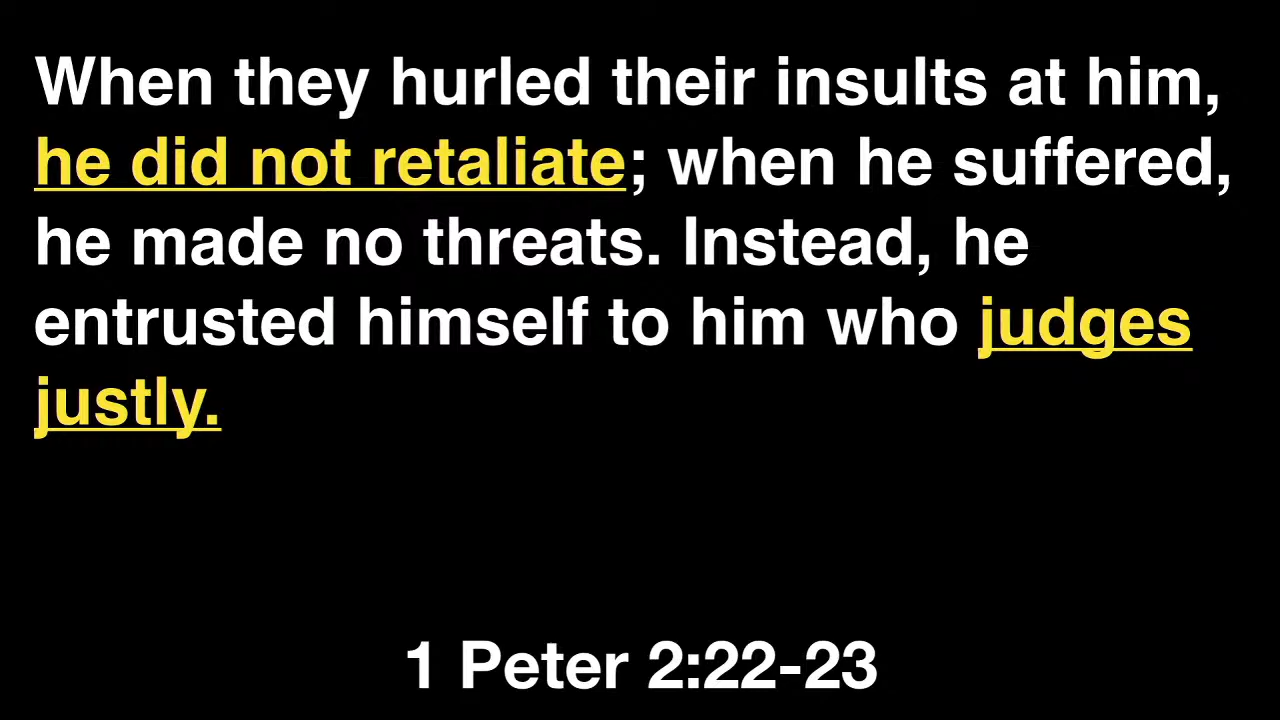 When they hurled their insults at him,
he did not retaliate; when he suffered,
he made no threats. Instead, he
entrusted himself to him who judges
justly.
1 Peter 2:22-23